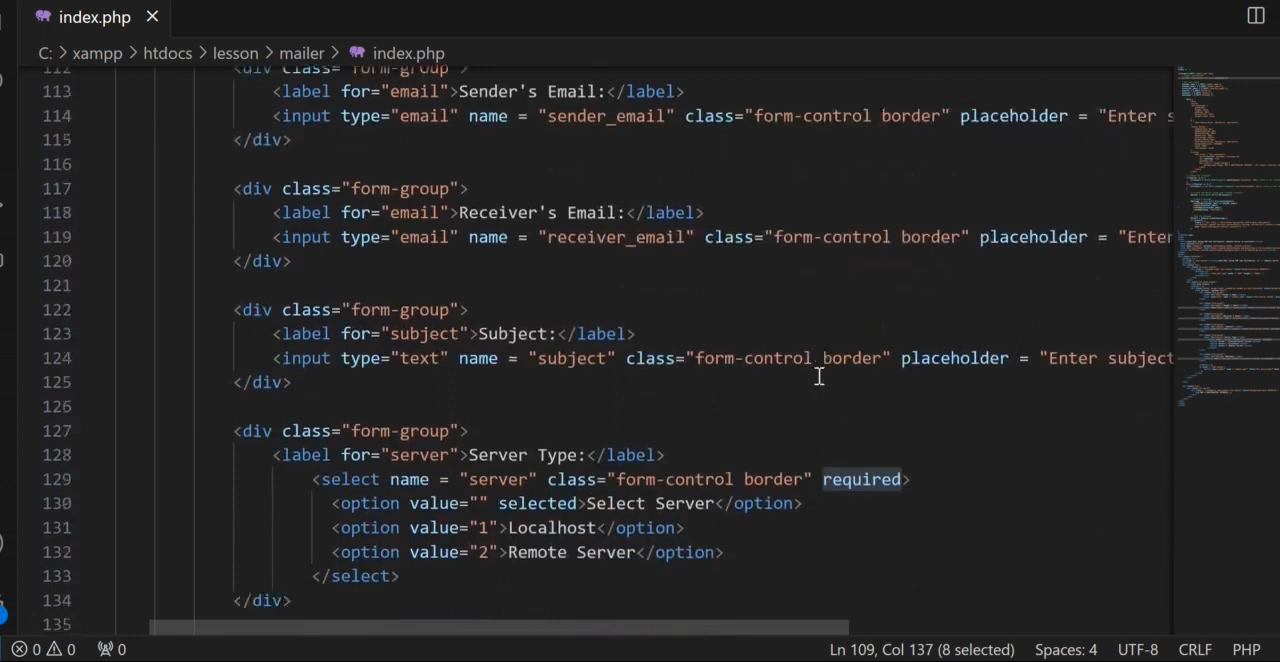 index.php
C: > xampp > htdocs > lesson > mailer > index.php
112 <div class="form-group">
113 <label for="email">Sender's Email:</label>
114 <input type="email" name = "sender_email" class="form-control border" placeholder = "Enter s
115 </div>
116
117 <div class="form-group">
118 <label for="email">Receiver's Email:</label>
119 <input type="email" name = "receiver_email" class="form-control border" placeholder = "Enter
120 </div>
121
122 <div class="form-group">
123 <label for="subject">Subject:</label>
124 <input type="text" name = "subject" class="form-control border" placeholder = "Enter subject
125 </div>
126
127 <div class="form-group">
128 <label for="server">Server Type:</label>
129 <select name = "server" class="form-control border" required>
130 <option value="" selected>Select Server</option>
131 <option value="1">Localhost</option>
132 <option value="2">Remote Server</option>
133 </select>
134 </div>
135
0 0 0 Ln 109, Col 137 (8 selected) Spaces: 4 UTF-8 CRLF PHP